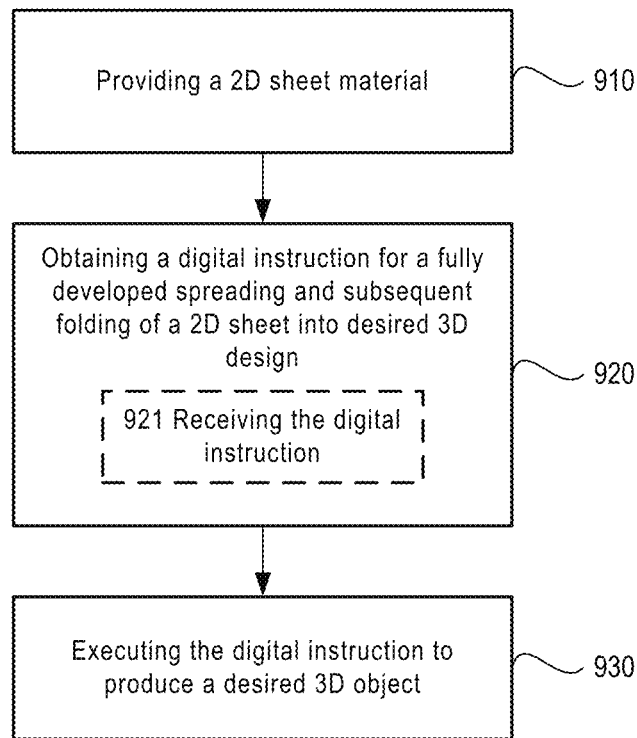 Providing a 2D sheet material
910
Obtaining a digital instruction for a fully
developed spreading and subsequent
folding of a 2D sheet into desired 3D
design
921 Receiving the digital
instruction
920
Executing the digital instruction to
produce a desired 3D object
930